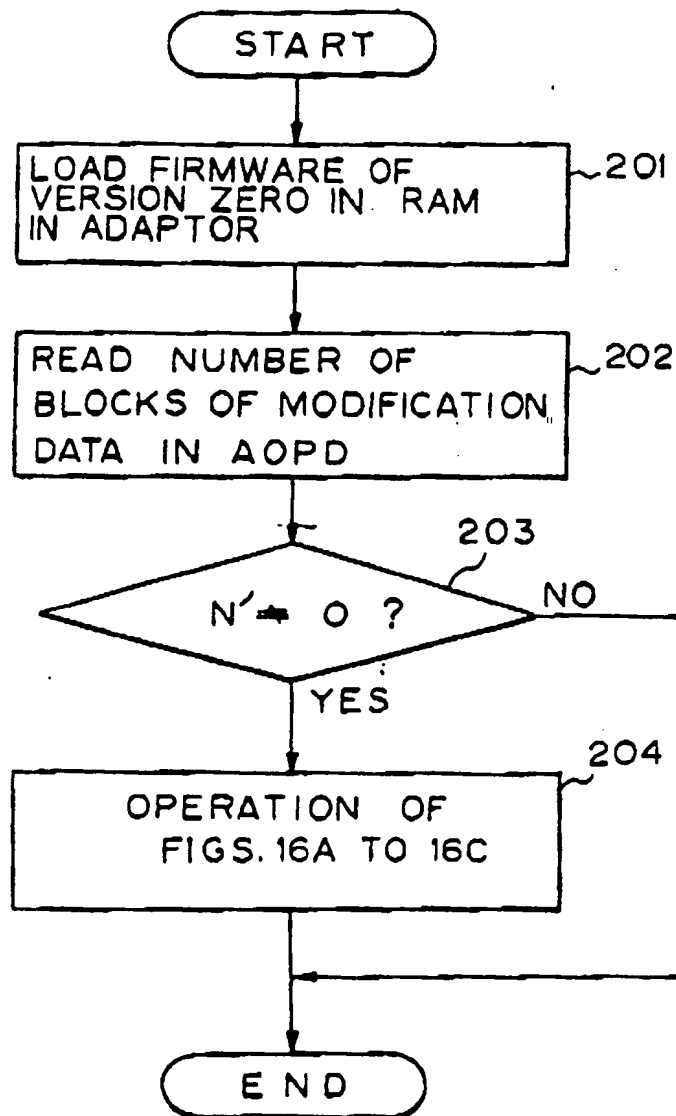 START
LOAD FIRMWARE OF
VERSION ZERO IN RAM
IN ADAPTOR
201
READ NUMBER OF
BLOCKS OF MODIFICATION
DATA IN AOPD
202
203
N' ≠ 0 ?
NO
YES
204
OPERATION OF
FIGS. 16A TO 16C
END